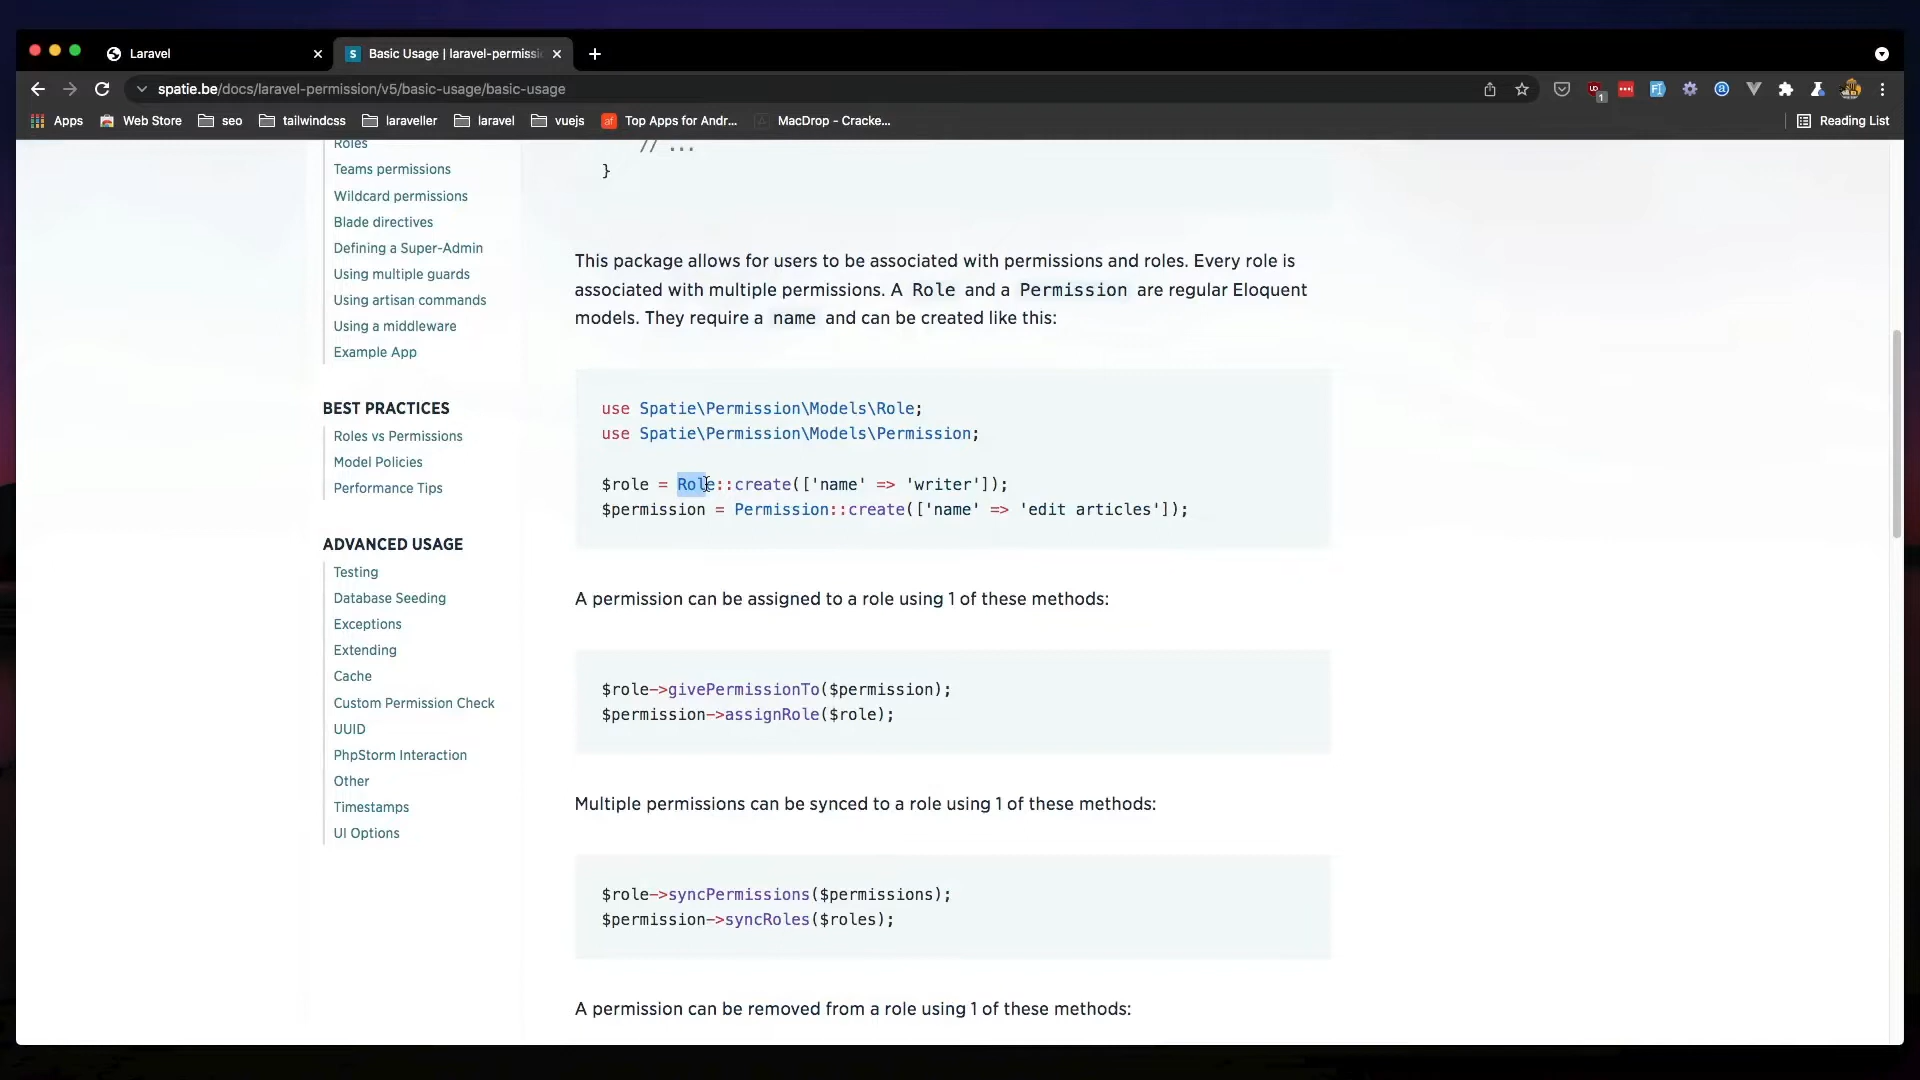 Laravel
Basic Usage | laravel-permissi
spatie.be/docs/laravel-permission/v5/basic-usage/basic-usage
Apps
Web Store
seo
tailwindcss
laraveller
laravel
vuejs
Top Apps for Andr...
MacDrop - Cracke...
Reading List
Roles
Teams permissions
Wildcard permissions
Blade directives
Defining a Super-Admin
Using multiple guards
Using artisan commands
Using a middleware
Example App
BEST PRACTICES
Roles vs Permissions
Model Policies
Performance Tips
ADVANCED USAGE
Testing
Database Seeding
Exceptions
Extending
Cache
Custom Permission Check
UUID
PhpStorm Interaction
Other
Timestamps
UI Options
// ...
}
This package allows for users to be associated with permissions and roles. Every role is
associated with multiple permissions. A Role and a Permission are regular Eloquent
models. They require a name and can be created like this:
use Spatie\Permission\Models\Role;
use Spatie\Permission\Models\Permission;
$role = Role::create(['name' => 'writer']);
$permission = Permission::create(['name' => 'edit articles']);
A permission can be assigned to a role using 1 of these methods:
$role->givePermissionTo($permission);
$permission->assignRole($role);
Multiple permissions can be synced to a role using 1 of these methods:
$role->syncPermissions($permissions);
$permission->syncRoles($roles);
A permission can be removed from a role using 1 of these methods: